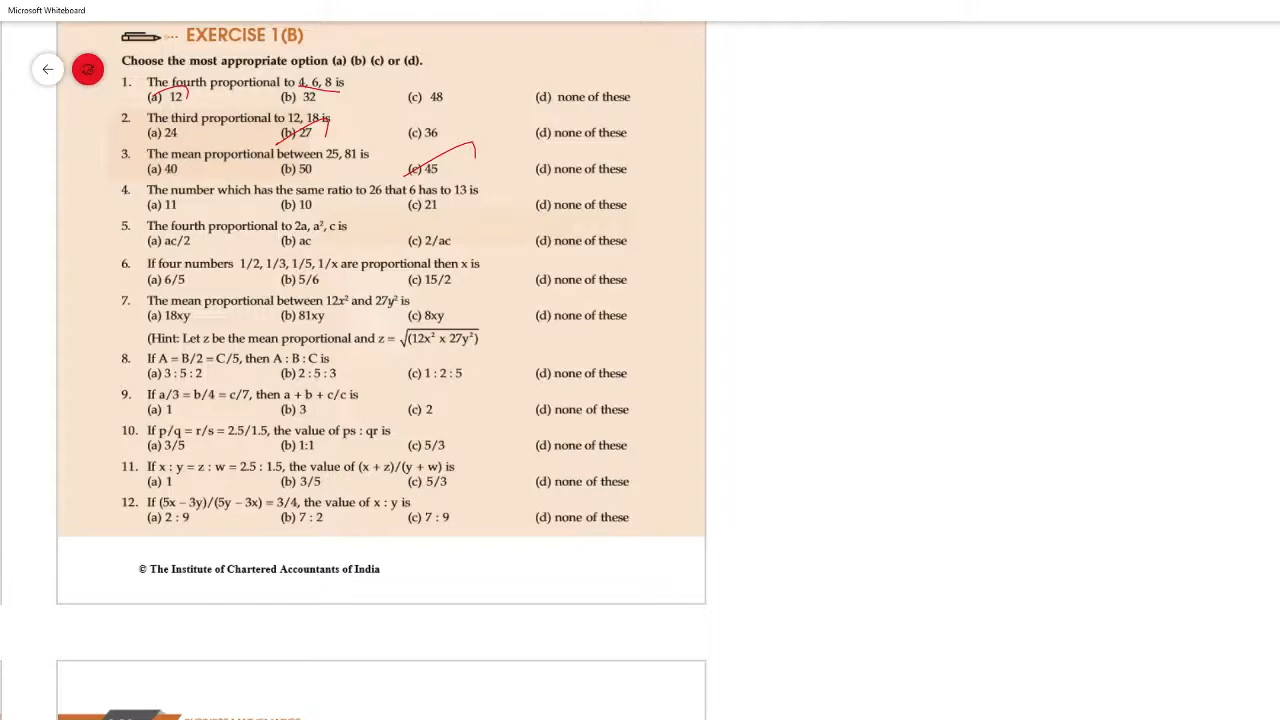 Microsoft Whiteboard
EXERCISE 1(B)
Choose the most appropriate option (a) (b) (c) or (d).
1. The fourth proportional to 4, 6, 8 is
(a) 12 (b) 32 (c) 48 (d) none of these
2. The third proportional to 12, 18 is
(a) 24 (b) 27 (c) 36 (d) none of these
3. The mean proportional between 25, 81 is
(a) 40 (b) 50 (c) 45 (d) none of these
4. The number which has the same ratio to 26 that 6 has to 13 is
(a) 11 (b) 10 (c) 21 (d) none of these
5. The fourth proportional to 2a, a², c is
(a) ac/2 (b) ac (c) 2/ac (d) none of these
6. If four numbers 1/2, 1/3, 1/5, 1/x are proportional then x is
(a) 6/5 (b) 5/6 (c) 15/2 (d) none of these
7. The mean proportional between 12x² and 27y² is
(a) 18xy (b) 81xy (c) 8xy (d) none of these
(Hint: Let z be the mean proportional and z = √(12x² x 27y²)
8. If A = B/2 = C/5, then A : B : C is
(a) 3 : 5 : 2 (b) 2 : 5 : 3 (c) 1 : 2 : 5 (d) none of these
9. If a/3 = b/4 = c/7, then a + b + c/c is
(a) 1 (b) 3 (c) 2 (d) none of these
10. If p/q = r/s = 2.5/1.5, the value of ps : qr is
(a) 3/5 (b) 1:1 (c) 5/3 (d) none of these
11. If x : y = z : w = 2.5 : 1.5, the value of (x + z)/(y + w) is
(a) 1 (b) 3/5 (c) 5/3 (d) none of these
12. If (5x – 3y)/(5y – 3x) = 3/4, the value of x : y is
(a) 2 : 9 (b) 7 : 2 (c) 7 : 9 (d) none of these
© The Institute of Chartered Accountants of India